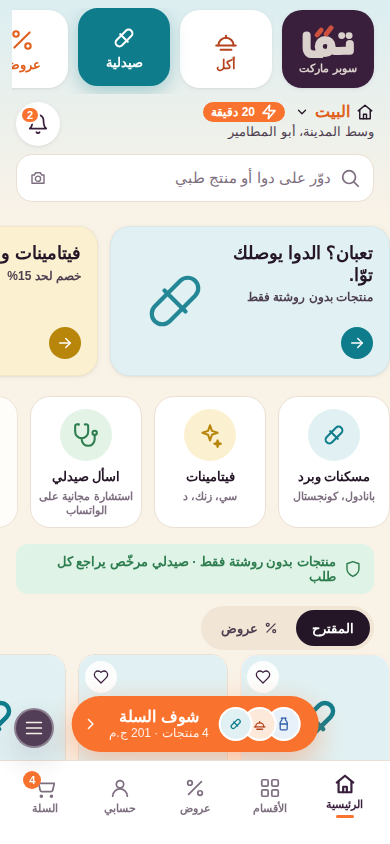 تـقـا
سوبر ماركت
أكل
صيدلية
عروض
البيت
20 دقيقة
وسط المدينة، أبو المطامير
2
دوّر على دوا أو منتج طبي
تعبان؟ الدوا يوصلك
توّا.
منتجات بدون روشتة فقط
فيتامينات و
خصم لحد 15%
مسكنات وبرد
بانادول، كونجستال
فيتامينات
سي، زنك، د
اسأل صيدلي
استشارة مجانية على
الواتساب
منتجات بدون روشتة فقط · صيدلي مرخّص يراجع كل
طلب
المقترح
عروض
شوف السلة
4 منتجات · 201 ج.م
الرئيسية
الأقسام
عروض
حسابي
السلة
4